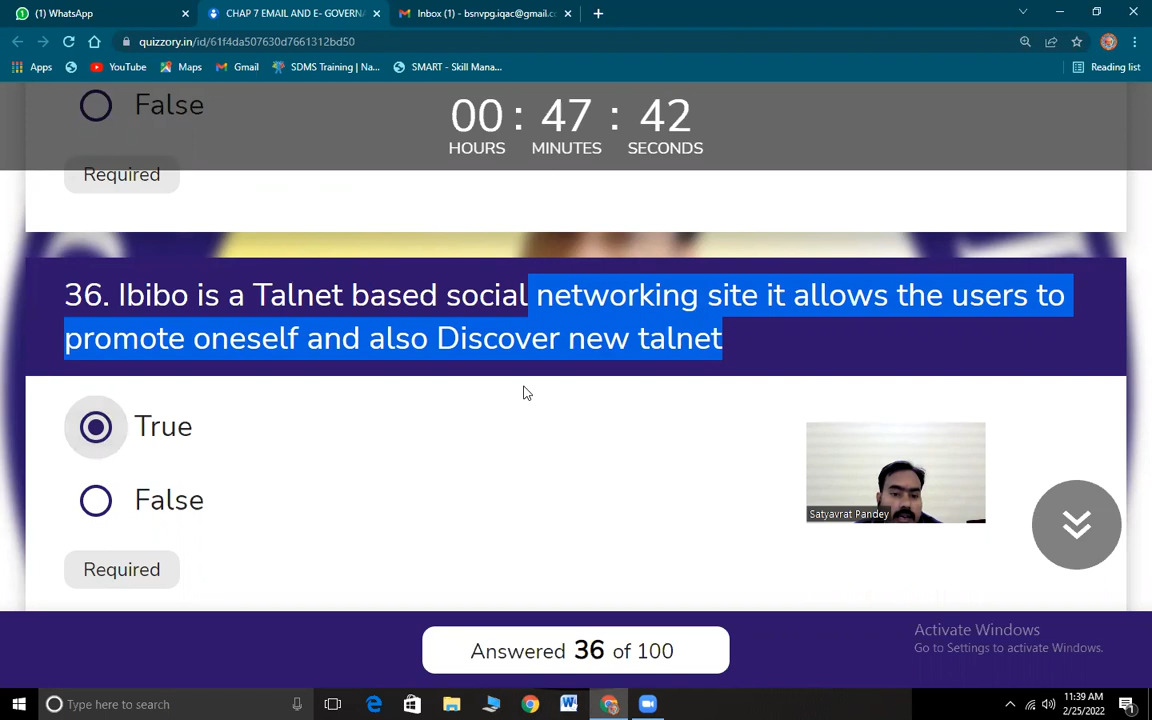 (1) WhatsApp
CHAP 7 EMAIL AND E- GOVERNA
Inbox (1) - bsnvpg.iqac@gmail.co
quizzory.in/id/61f4da507630d7661312bd50
Apps
YouTube
Maps
Gmail
SDMS Training | Na...
SMART - Skill Mana...
Reading list
False
00 : 47 : 42
HOURS MINUTES SECONDS
Required
36. Ibibo is a Talnet based social networking site it allows the users to
promote oneself and also Discover new talnet
True
False
Satyavrat Pandey
Required
Answered 36 of 100
Activate Windows
Go to Settings to activate Windows.
Type here to search
11:39 AM
2/25/2022
1